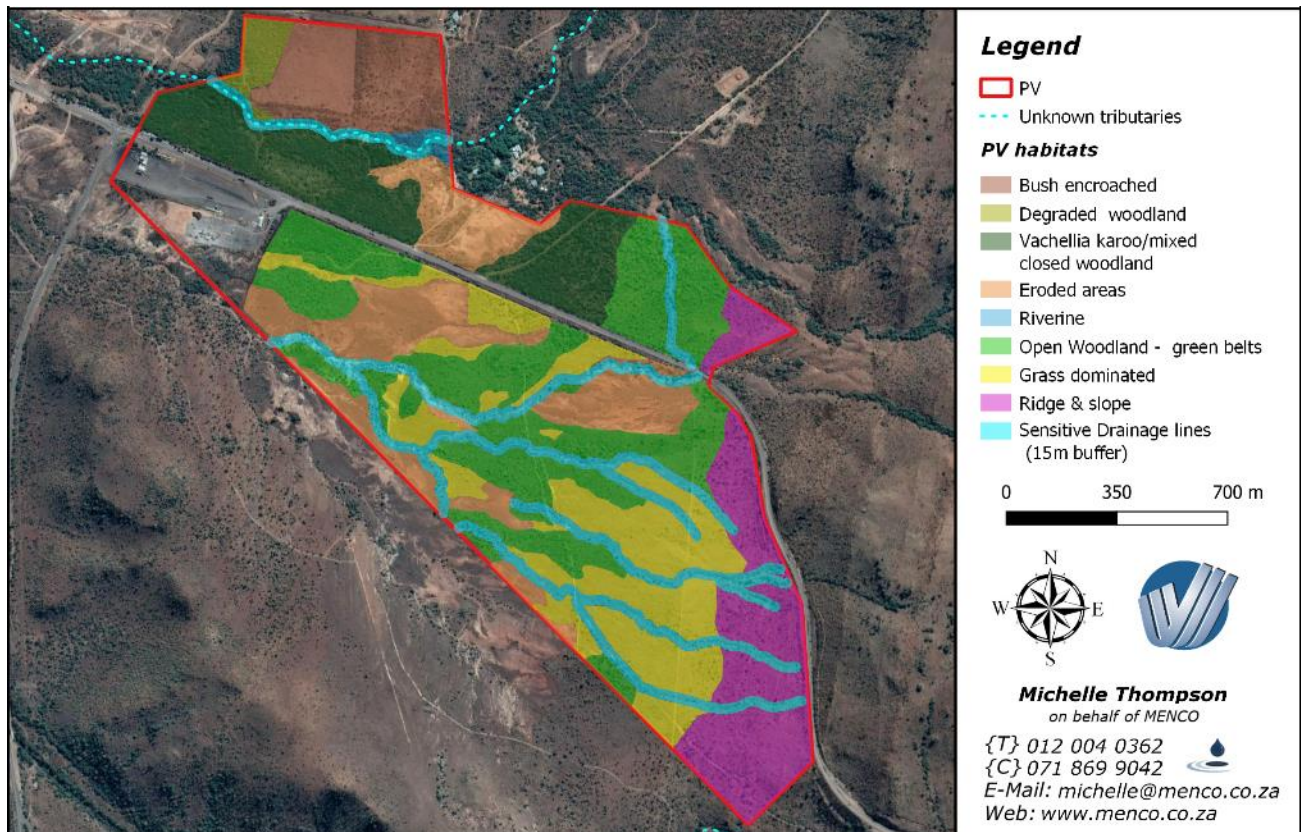 Legend
PV
Unknown tributaries
PV habitats
Bush encroached
Degraded woodland
Vachellia karoo/mixed
closed woodland
Eroded areas
Riverine
Open Woodland - green belts
Grass dominated
Ridge & slope
Sensitive Drainage lines
(15m buffer)
0 350 700 m
N
W E
S
Michelle Thompson
on behalf of MENCO
{T} 012 004 0362
{C} 071 869 9042
E-Mail: michelle@menco.co.za
Web: www.menco.co.za